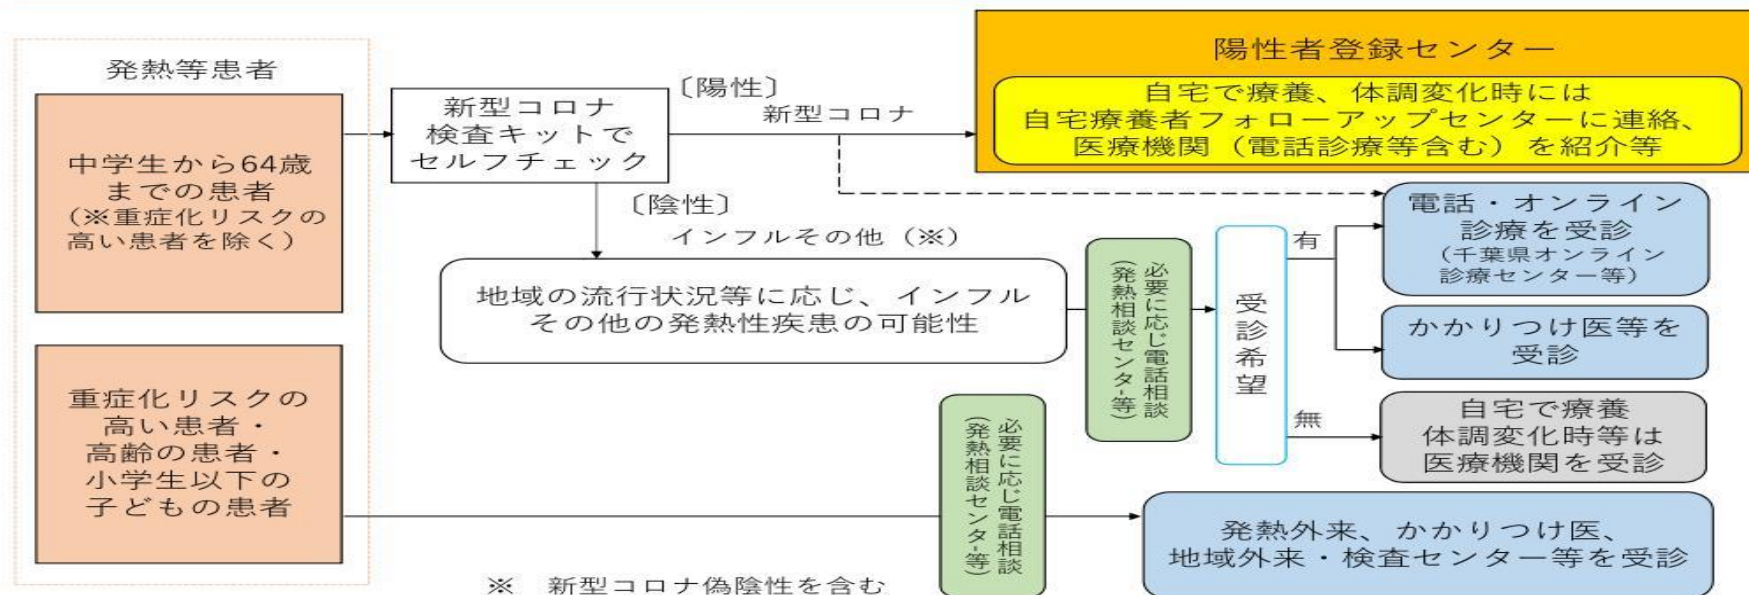 発熱等患者
中学生から64歳
までの患者
（※重症化リスクの
高い患者を除く）
重症化リスクの
高い患者・
高齢の患者・
小学生以下の
子どもの患者
新型コロナ
検査キットで
セルフチェック
〔陽性〕
新型コロナ
陽性者登録センター
自宅で療養、体調変化時には
自宅療養者フォローアップセンターに連絡、
医療機関（電話診療等含む）を紹介等
〔陰性〕
インフルその他（※）
地域の流行状況等に応じ、インフル
その他の発熱性疾患の可能性
必要に応じ電話相談
(発熱相談センター等)
受診希望
有
電話・オンライン
診療を受診
(千葉県オンライン
診療センター等)
かかりつけ医等を
受診
無
自宅で療養
体調変化時等は
医療機関を受診
必要に応じ電話相談
(発熱相談センター等)
発熱外来、かかりつけ医、
地域外来・検査センター等を受診
※　新型コロナ偽陰性を含む